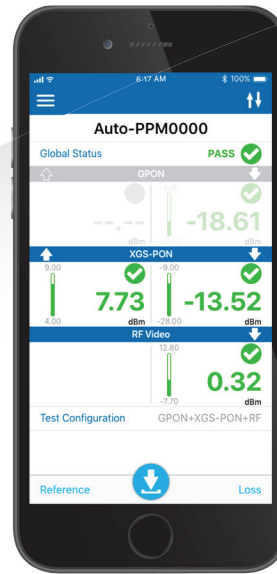 6:17 AM 100%
Auto-PPM0000
Global Status PASS
GPON
--.-- -18.61
dBm dBm
XGS-PON
9.00 -9.00
7.73 -13.52
4.00 dBm -28.00 dBm
RF Video
12.80
0.32
-7.70 dBm
Test Configuration GPON+XGS-PON+RF
Reference Loss